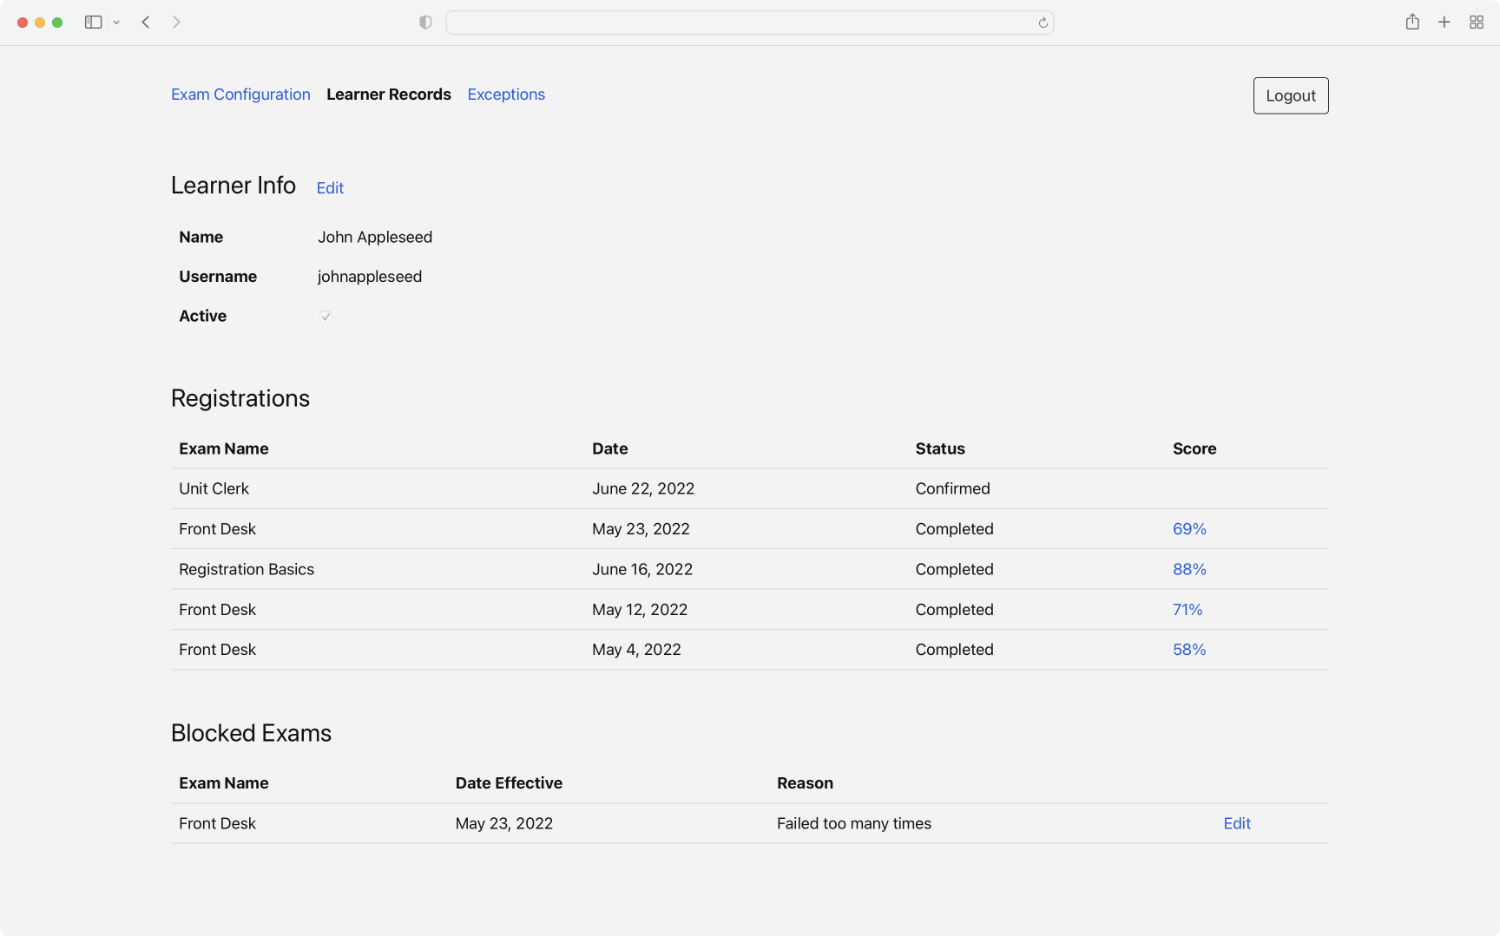 Exam Configuration Learner Records Exceptions Logout
Learner Info Edit
Name John Appleseed
Username johnappleseed
Active
Registrations
Exam Name Date Status Score
Unit Clerk June 22, 2022 Confirmed
Front Desk May 23, 2022 Completed 69%
Registration Basics June 16, 2022 Completed 88%
Front Desk May 12, 2022 Completed 71%
Front Desk May 4, 2022 Completed 58%
Blocked Exams
Exam Name Date Effective Reason
Front Desk May 23, 2022 Failed too many times Edit